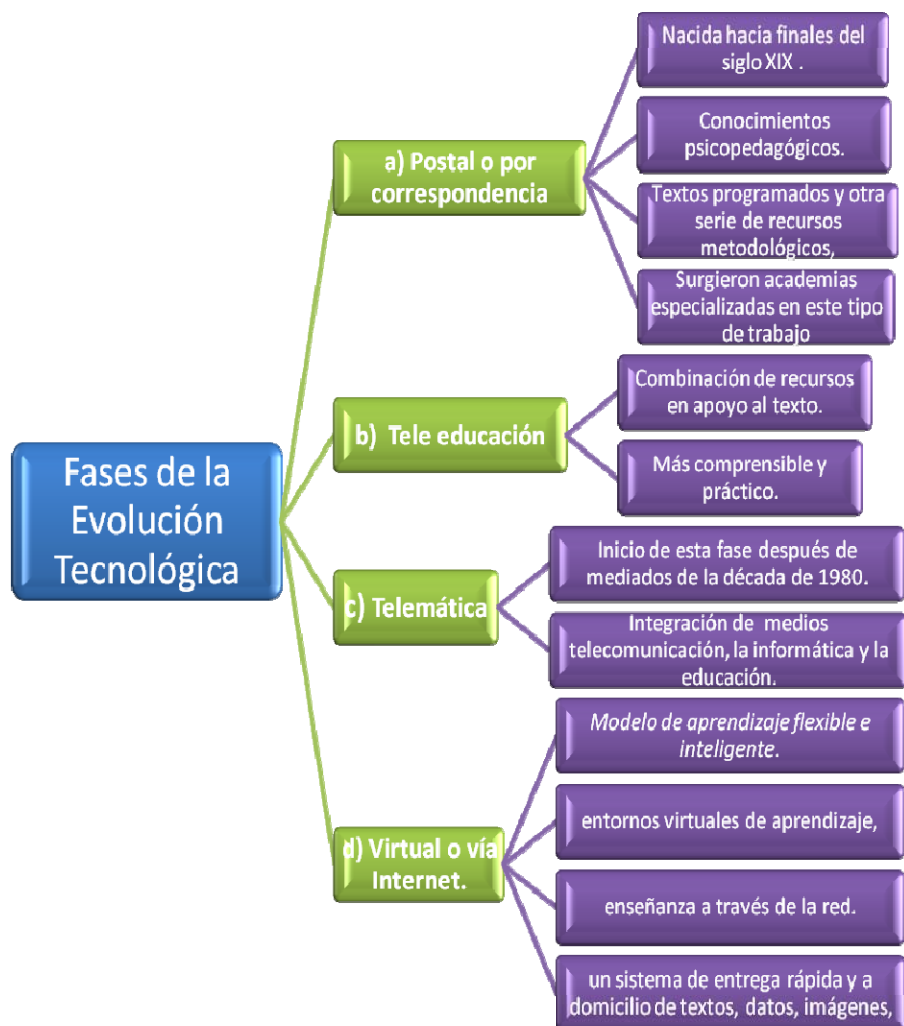 Fases de la
Evolución
Tecnológica
a) Postal o por
correspondencia
Nacida hacia finales del
siglo XIX .
Conocimientos
psicopedagógicos.
Textos programados y otra
serie de recursos
metodológicos,
Surgieron academias
especializadas en este tipo
de trabajo
b) Tele educación
Combinación de recursos
en apoyo al texto.
Más comprensible y
práctico.
c) Telemática
Inicio de esta fase después de
mediados de la década de 1980.
Integración de medios
telecomunicación, la informática y la
educación.
d) Virtual o vía
Internet.
Modelo de aprendizaje flexible e
inteligente.
entornos virtuales de aprendizaje,
enseñanza a través de la red.
un sistema de entrega rápida y a
domicilio de textos, datos, imágenes,